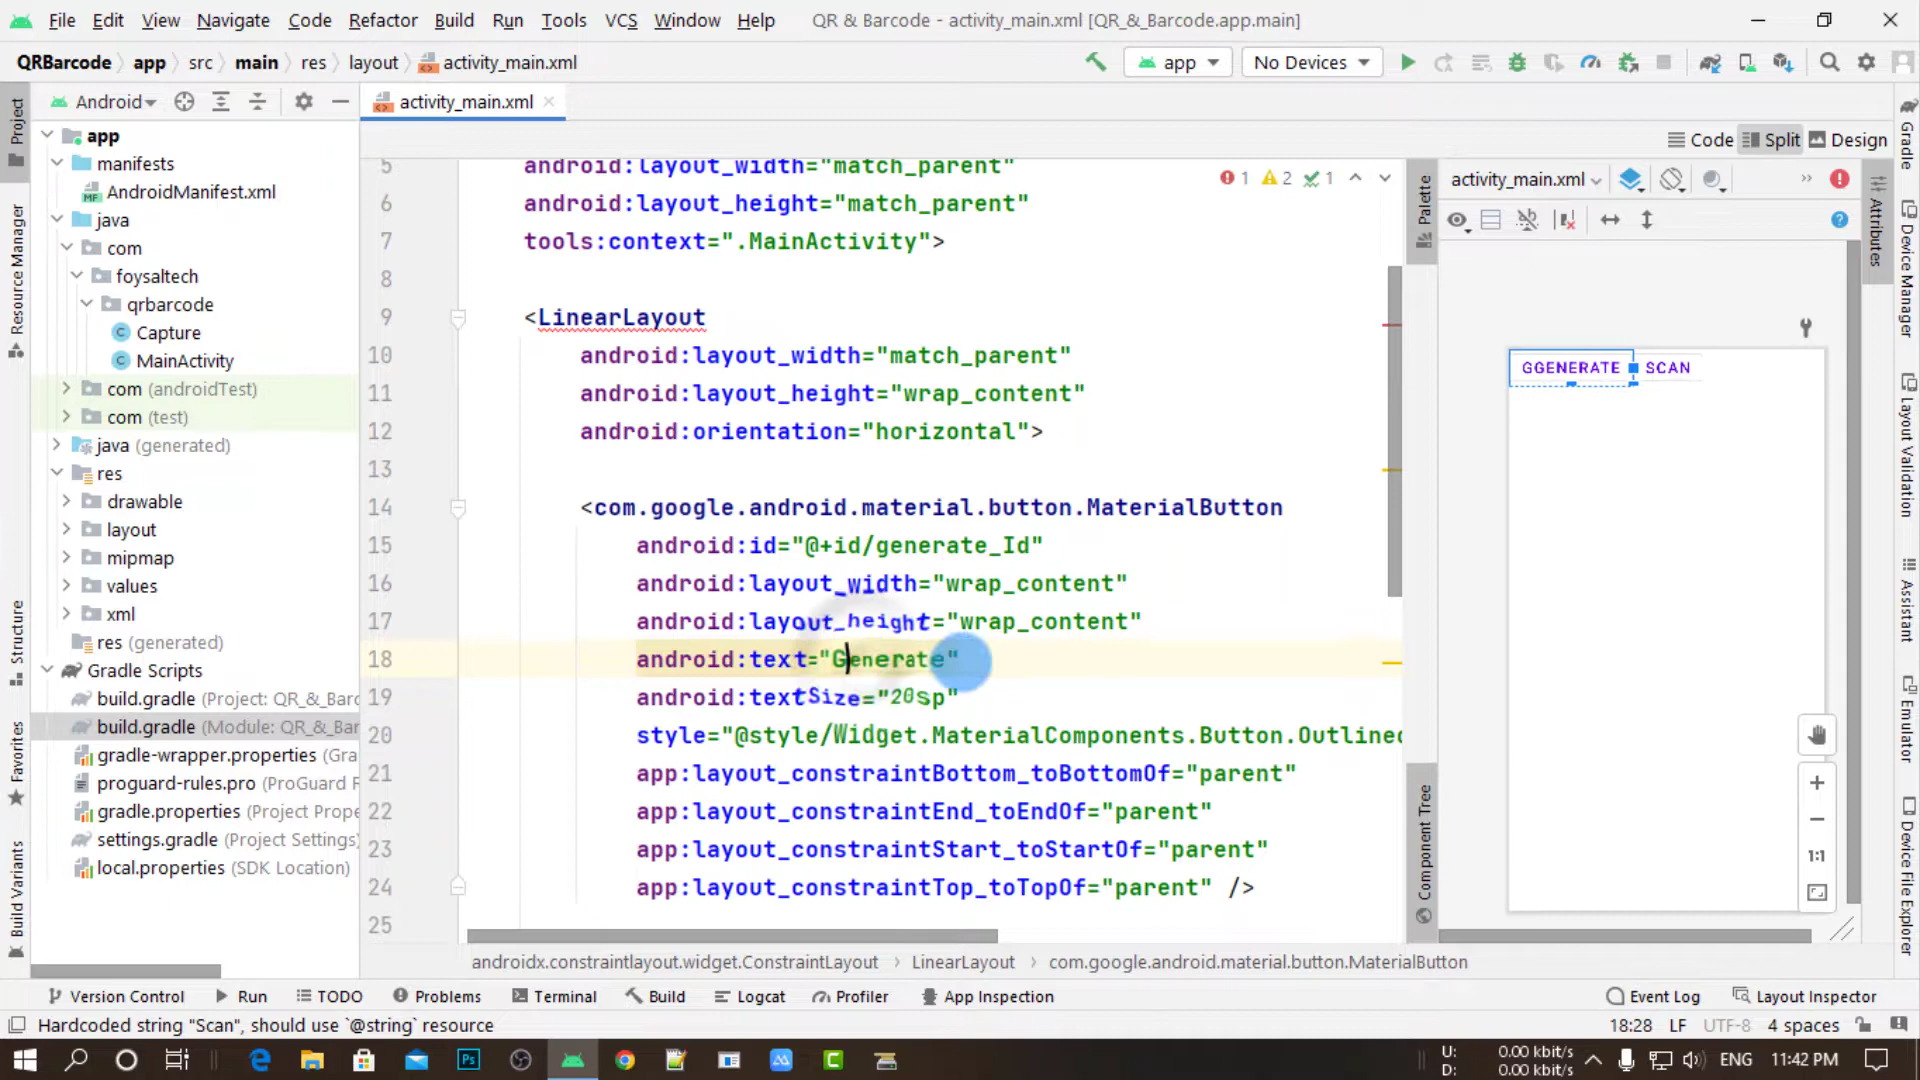 File Edit View Navigate Code Refactor Build Run Tools VCS Window Help QR & Barcode - activity_main.xml [QR_&_Barcode.app.main]
QRBarcode app src main res layout activity_main.xml app No Devices
Project
Android activity_main.xml
Code Split Design
app
manifests
AndroidManifest.xml
java
com
foysaltech
qrbarcode
Capture
MainActivity
com (androidTest)
com (test)
java (generated)
res
drawable
layout
mipmap
values
xml
res (generated)
Gradle Scripts
build.gradle (Project: QR_&_Bar
build.gradle (Module: QR_&_Bar
gradle-wrapper.properties (Gra
proguard-rules.pro (ProGuard R
gradle.properties (Project Prope
settings.gradle (Project Settings)
local.properties (SDK Location)
Resource Manager
Structure
Favorites
Build Variants
5 android:layout_width="match_parent"
6 android:layout_height="match_parent"
7 tools:context=".MainActivity">
8
9 <LinearLayout
10 android:layout_width="match_parent"
11 android:layout_height="wrap_content"
12 android:orientation="horizontal">
13
14 <com.google.android.material.button.MaterialButton
15 android:id="@+id/generate_Id"
16 android:layout_width="wrap_content"
17 android:layout_height="wrap_content"
18 android:text="Generate"
19 android:textSize="20sp"
20 style="@style/Widget.MaterialComponents.Button.Outlined
21 app:layout_constraintBottom_toBottomOf="parent"
22 app:layout_constraintEnd_toEndOf="parent"
23 app:layout_constraintStart_toStartOf="parent"
24 app:layout_constraintTop_toTopOf="parent" />
25
1 2 1
Palette
Component Tree
activity_main.xml
GGENERATE SCAN
1:1
Attributes
Gradle
Device Manager
Layout Validation
Assistant
Emulator
Device File Explorer
androidx.constraintlayout.widget.ConstraintLayout LinearLayout com.google.android.material.button.MaterialButton
Version Control Run TODO Problems Terminal Build Logcat Profiler App Inspection Event Log Layout Inspector
Hardcoded string "Scan", should use `@string` resource 18:28 LF UTF-8 4 spaces
U: 0.00 kbit/s
D: 0.00 kbit/s
ENG 11:42 PM